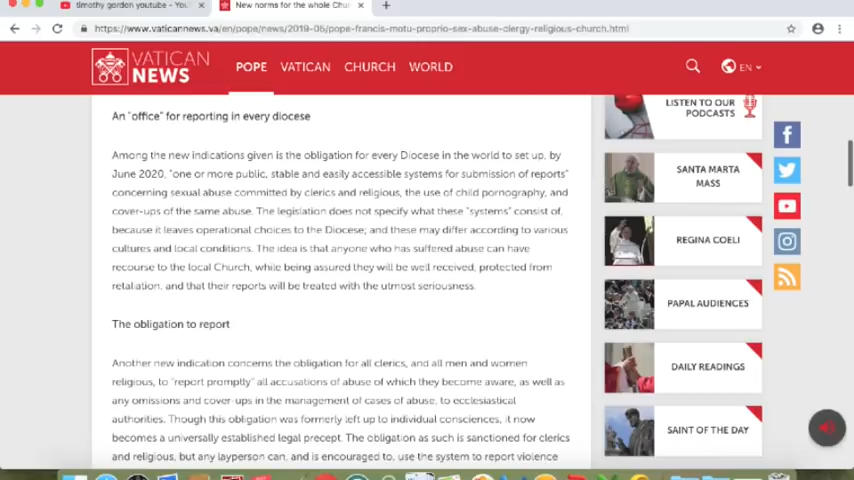 timothy gordon youtube - You
New norms for the whole Chur
https://www.vaticannews.va/en/pope/news/2019-05/pope-francis-motu-proprio-sex-abuse-clergy-religious-church.html
VATICAN
NEWS
POPE VATICAN CHURCH WORLD
EN
An "office" for reporting in every diocese
Among the new indications given is the obligation for every Diocese in the world to set up, by
June 2020, "one or more public, stable and easily accessible systems for submission of reports"
concerning sexual abuse committed by clerics and religious, the use of child pornography, and
cover-ups of the same abuse. The legislation does not specify what these "systems" consist of,
because it leaves operational choices to the Diocese; and these may differ according to various
cultures and local conditions. The idea is that anyone who has suffered abuse can have
recourse to the local Church, while being assured they will be well received, protected from
retaliation, and that their reports will be treated with the utmost seriousness.
The obligation to report
Another new indication concerns the obligation for all clerics, and all men and women
religious, to "report promptly" all accusations of abuse of which they become aware, as well as
any omissions and cover-ups in the management of cases of abuse, to ecclesiastical
authorities. Though this obligation was formerly left up to individual consciences, it now
becomes a universally established legal precept. The obligation as such is sanctioned for clerics
and religious, but any layperson can, and is encouraged to, use the system to report violence
LISTEN TO OUR
PODCASTS
SANTA MARTA
MASS
REGINA COELI
PAPAL AUDIENCES
DAILY READINGS
SAINT OF THE DAY